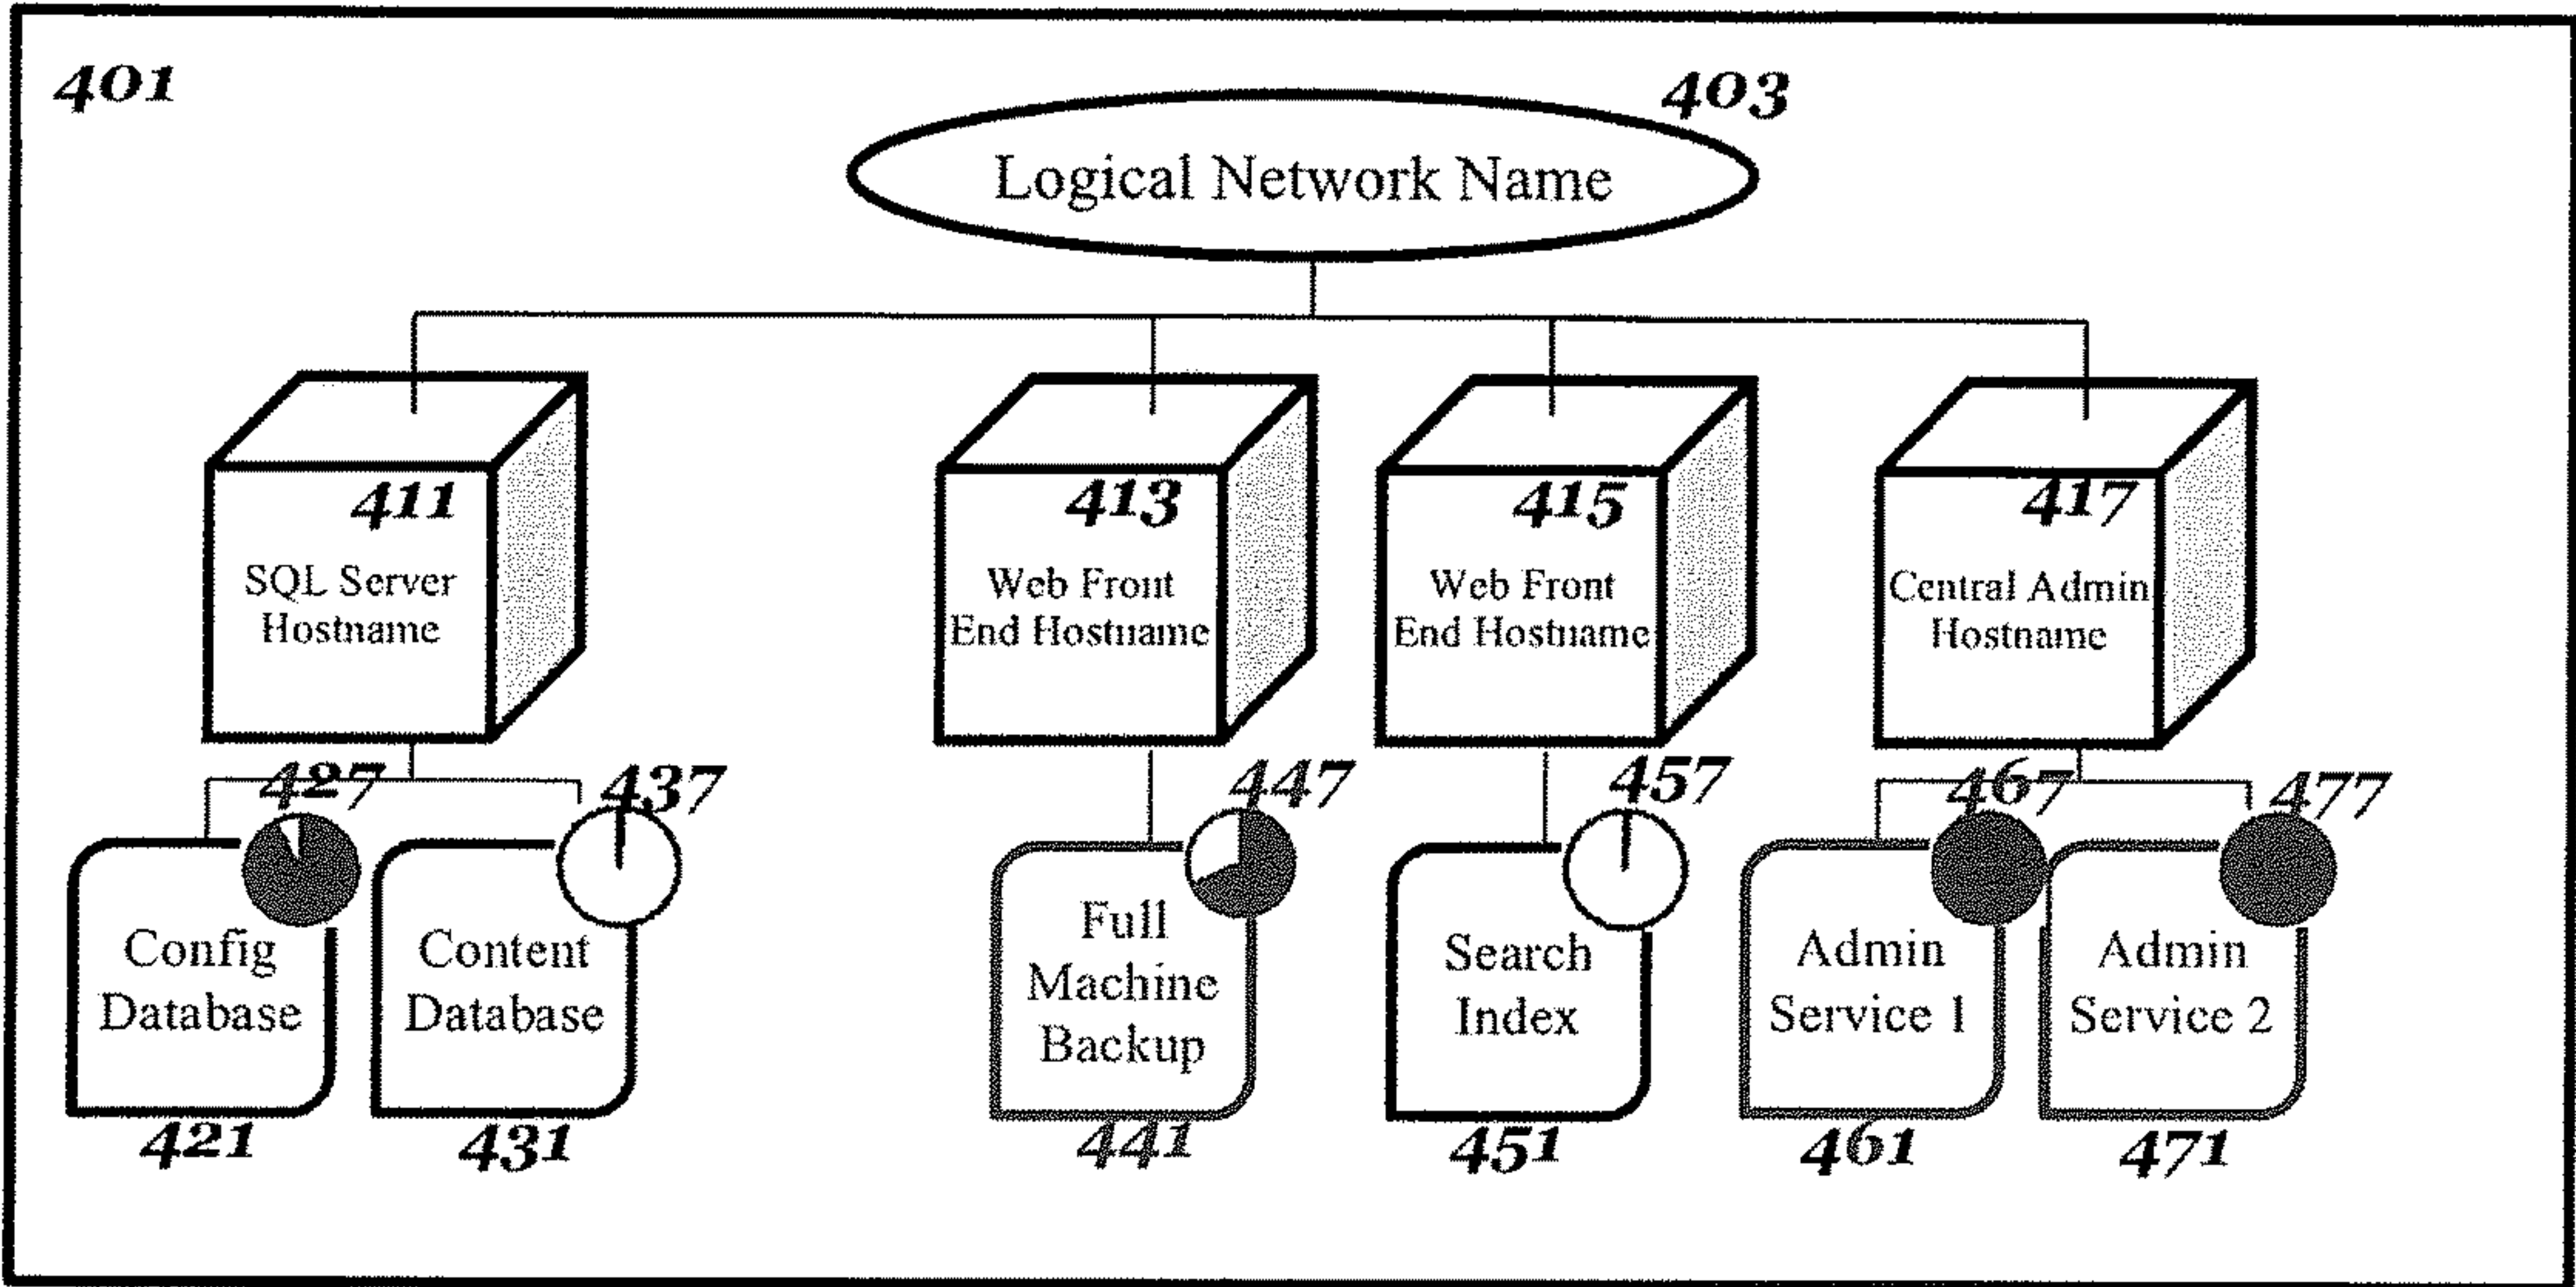 401
403
Logical Network Name
411
SQL Server
Hostname
413
Web Front
End Hostname
415
Web Front
End Hostname
417
Central Admin
Hostname
427
Config
Database
421
437
Content
Database
431
447
Full
Machine
Backup
441
457
Search
Index
451
467
Admin
Service 1
461
477
Admin
Service 2
471